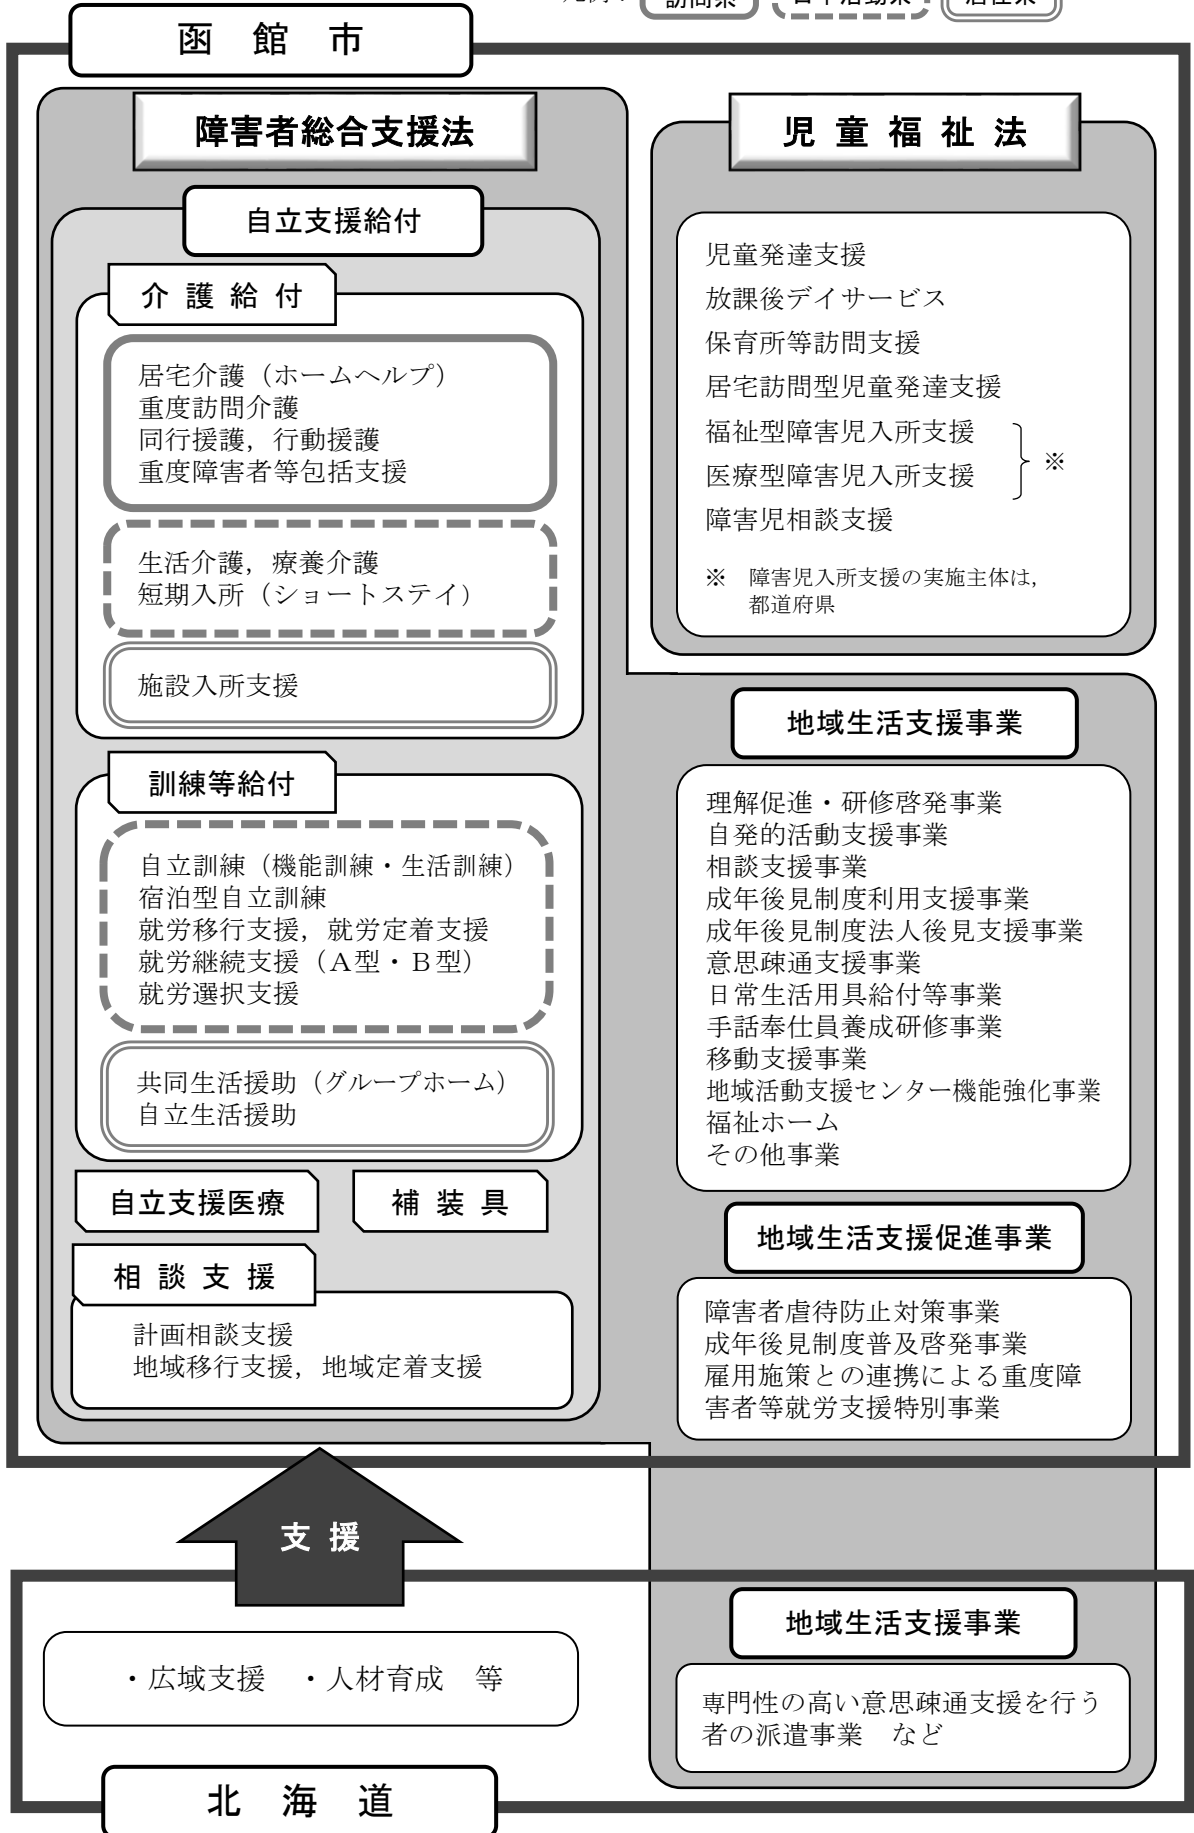 函 館 市
障害者総合支援法
自立支援給付
介 護 給 付
居宅介護（ホームヘルプ）
重度訪問介護
同行援護，行動援護
重度障害者等包括支援
生活介護，療養介護
短期入所（ショートステイ）
施設入所支援
訓練等給付
自立訓練（機能訓練・生活訓練）
宿泊型自立訓練
就労移行支援，就労定着支援
就労継続支援（Ａ型・Ｂ型）
就労選択支援
共同生活援助（グループホーム）
自立生活援助
自立支援医療
補 装 具
相 談 支 援
計画相談支援
地域移行支援，地域定着支援
児 童 福 祉 法
児童発達支援
放課後デイサービス
保育所等訪問支援
居宅訪問型児童発達支援
福祉型障害児入所支援
医療型障害児入所支援
※
障害児相談支援
※　障害児入所支援の実施主体は，
都道府県
地域生活支援事業
理解促進・研修啓発事業
自発的活動支援事業
相談支援事業
成年後見制度利用支援事業
成年後見制度法人後見支援事業
意思疎通支援事業
日常生活用具給付等事業
手話奉仕員養成研修事業
移動支援事業
地域活動支援センター機能強化事業
福祉ホーム
その他事業
地域生活支援促進事業
障害者虐待防止対策事業
成年後見制度普及啓発事業
雇用施策との連携による重度障
害者等就労支援特別事業
支 援
・広域支援　・人材育成　等
北 海 道
地域生活支援事業
専門性の高い意思疎通支援を行う
者の派遣事業　など